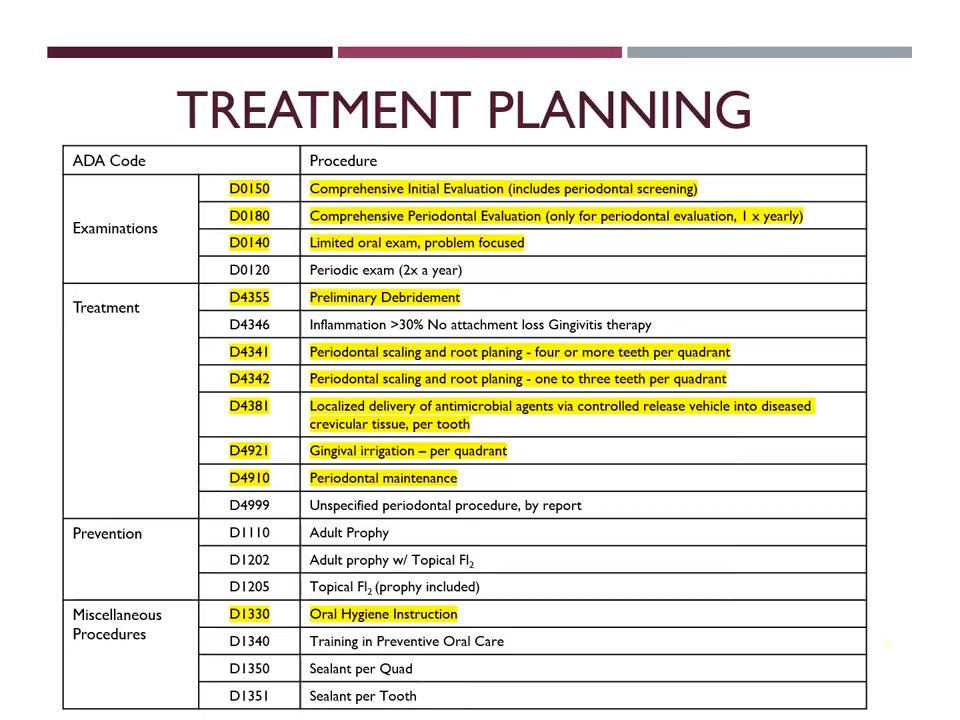 TREATMENT PLANNING
ADA Code Procedure
Examinations
D0150 Comprehensive Initial Evaluation (includes periodontal screening)
D0180 Comprehensive Periodontal Evaluation (only for periodontal evaluation, 1 x yearly)
D0140 Limited oral exam, problem focused
D0120 Periodic exam (2x a year)
Treatment
D4355 Preliminary Debridement
D4346 Inflammation >30% No attachment loss Gingivitis therapy
D4341 Periodontal scaling and root planing - four or more teeth per quadrant
D4342 Periodontal scaling and root planing - one to three teeth per quadrant
D4381 Localized delivery of antimicrobial agents via controlled release vehicle into diseased
crevicular tissue, per tooth
D4921 Gingival irrigation – per quadrant
D4910 Periodontal maintenance
D4999 Unspecified periodontal procedure, by report
Prevention
D1110 Adult Prophy
D1202 Adult prophy w/ Topical Fl₂
D1205 Topical Fl₂ (prophy included)
Miscellaneous
Procedures
D1330 Oral Hygiene Instruction
D1340 Training in Preventive Oral Care
D1350 Sealant per Quad
D1351 Sealant per Tooth